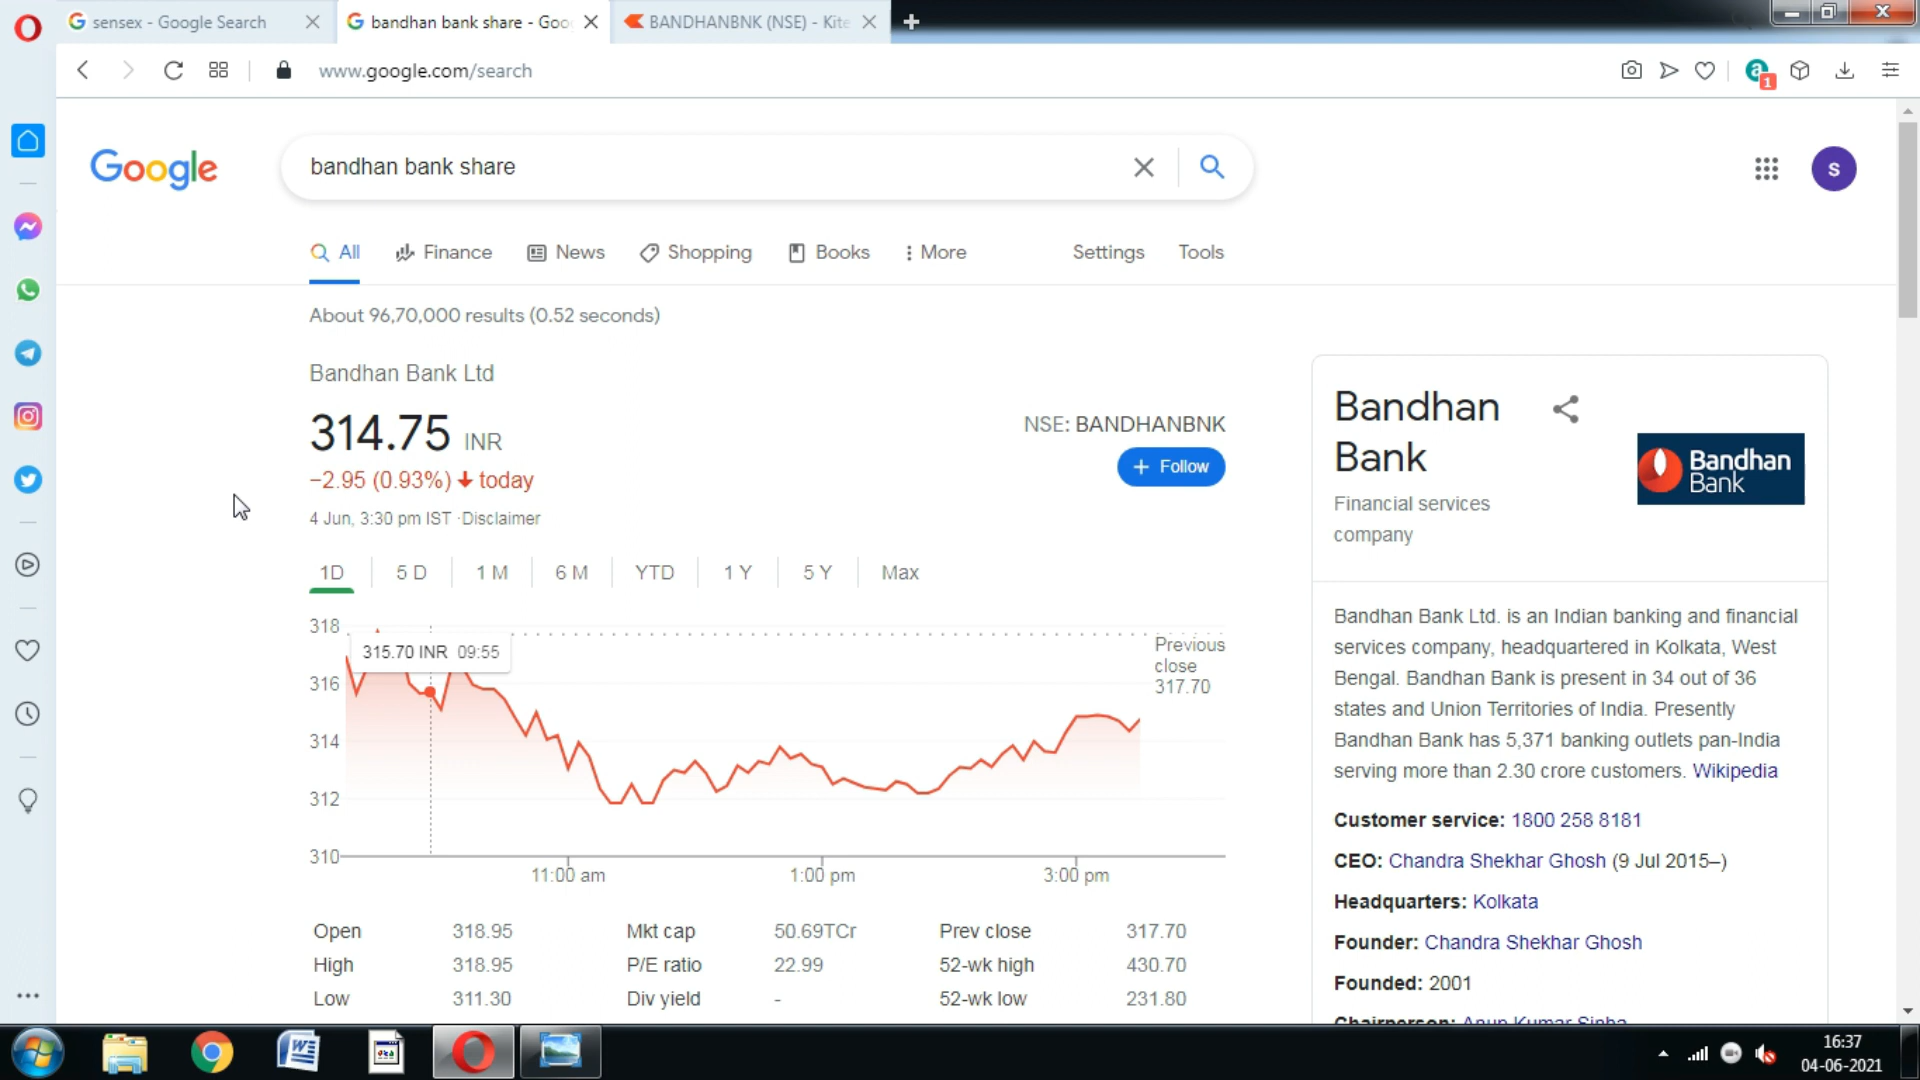 sensex - Google Search
bandhan bank share - Goo
BANDHANBNK (NSE) - Kite
www.google.com/search
a
1
Google
bandhan bank share
s
All
Finance
News
Shopping
Books
More
Settings
Tools
About 96,70,000 results (0.52 seconds)
Bandhan Bank Ltd
314.75 INR
−2.95 (0.93%) today
4 Jun, 3:30 pm IST ·Disclaimer
NSE: BANDHANBNK
+ Follow
1D
5 D
1 M
6 M
YTD
1 Y
5 Y
Max
318
316
314
312
310
315.70 INR 09:55
Previous
close
317.70
11:00 am
1:00 pm
3:00 pm
Open 318.95 Mkt cap 50.69TCr Prev close 317.70
High 318.95 P/E ratio 22.99 52-wk high 430.70
Low 311.30 Div yield - 52-wk low 231.80
Bandhan
Bank
Financial services
company
Bandhan
Bank
Bandhan Bank Ltd. is an Indian banking and financial
services company, headquartered in Kolkata, West
Bengal. Bandhan Bank is present in 34 out of 36
states and Union Territories of India. Presently
Bandhan Bank has 5,371 banking outlets pan-India
serving more than 2.30 crore customers. Wikipedia
Customer service: 1800 258 8181
CEO: Chandra Shekhar Ghosh (9 Jul 2015–)
Headquarters: Kolkata
Founder: Chandra Shekhar Ghosh
Founded: 2001
Chairperson: Anup Kumar Sinha
16:37
04-06-2021